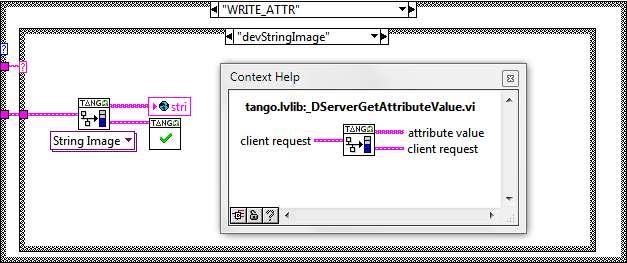 "WRITE_ATTR"
"devStringImage"
?
?
TANGO
stri
TANGO
String Image
Context Help
tango.lvlib:_DServerGetAttributeValue.vi
client request
TANGO
attribute value
client request
?